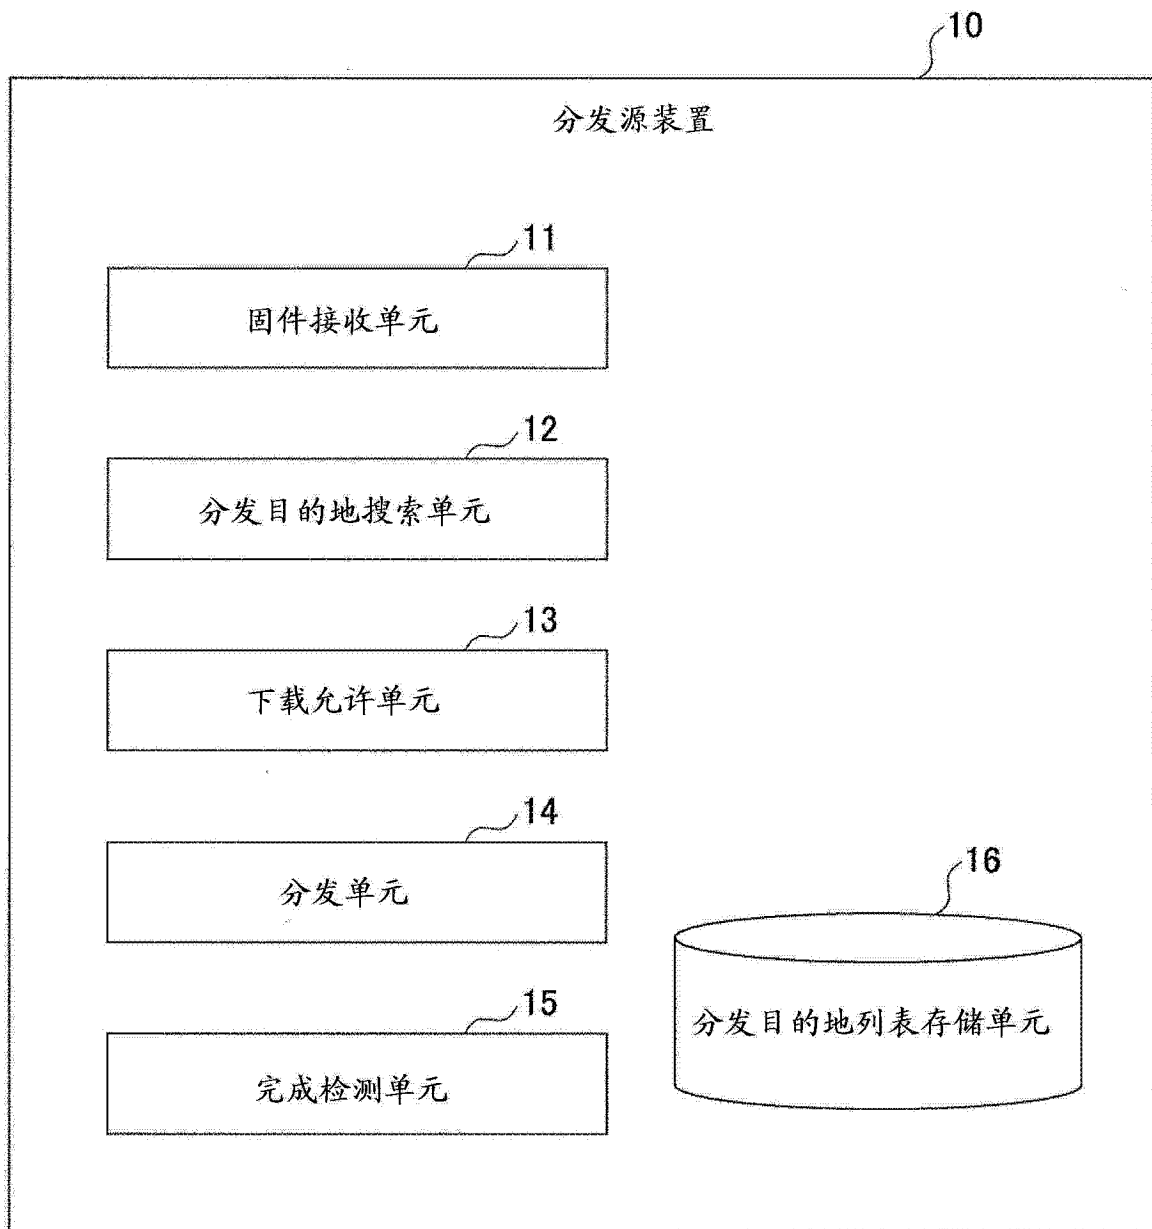 10
分发源装置
11
固件接收单元
12
分发目的地搜索单元
13
下载允许单元
14
分发单元
16
分发目的地列表存储单元
15
完成检测单元